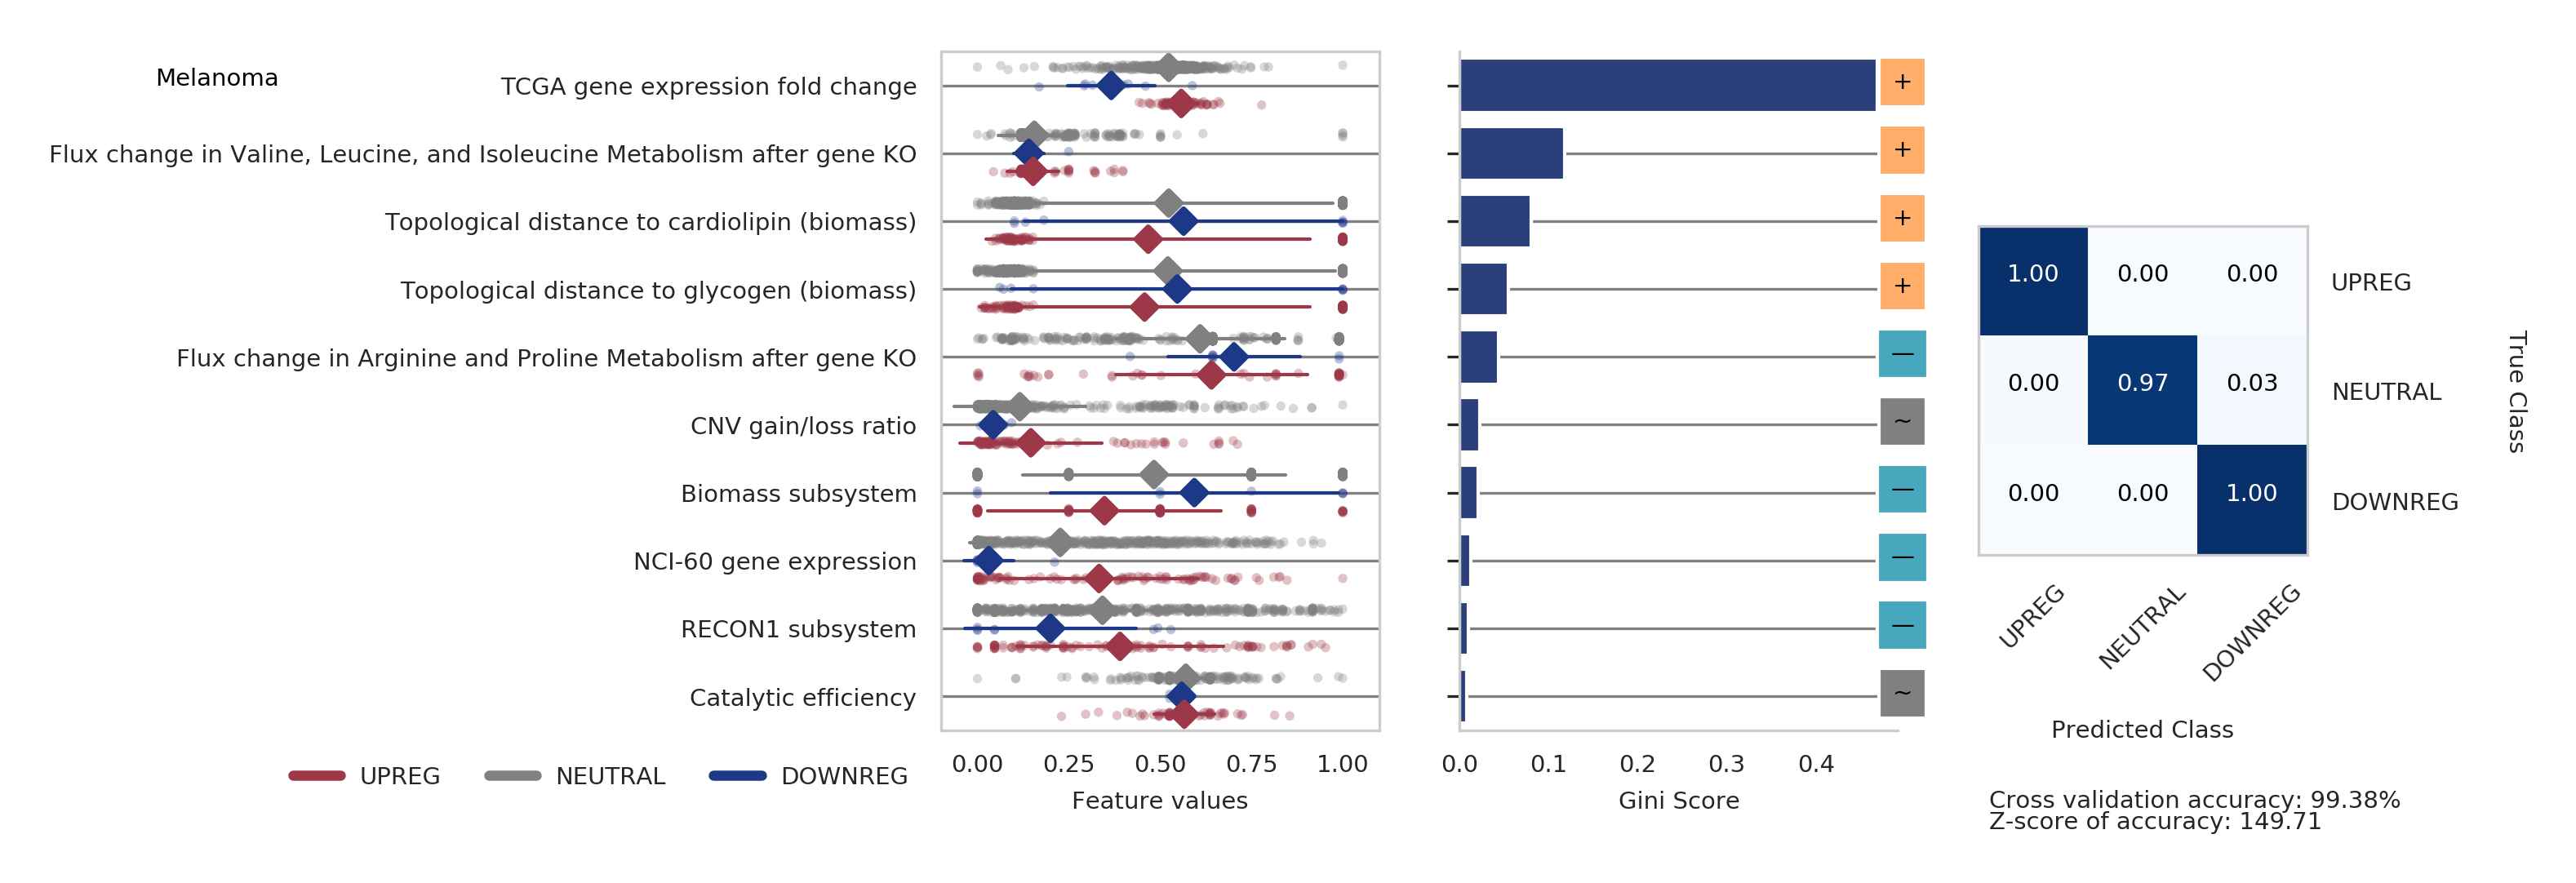 Melanoma
TCGA gene expression fold change
Flux change in Valine, Leucine, and Isoleucine Metabolism after gene KO
Topological distance to cardiolipin (biomass)
Topological distance to glycogen (biomass)
Flux change in Arginine and Proline Metabolism after gene KO
CNV gain/loss ratio
Biomass subsystem
NCI-60 gene expression
RECON1 subsystem
Catalytic efficiency
UPREG NEUTRAL DOWNREG
0.00 0.25 0.50 0.75 1.00
Feature values
+
+
+
+
—
~
—
—
—
~
0.0 0.1 0.2 0.3 0.4
Gini Score
1.00 0.00 0.00 UPREG
0.00 0.97 0.03 NEUTRAL
0.00 0.00 1.00 DOWNREG
True Class
UPREG NEUTRAL DOWNREG
Predicted Class
Cross validation accuracy: 99.38%
Z-score of accuracy: 149.71